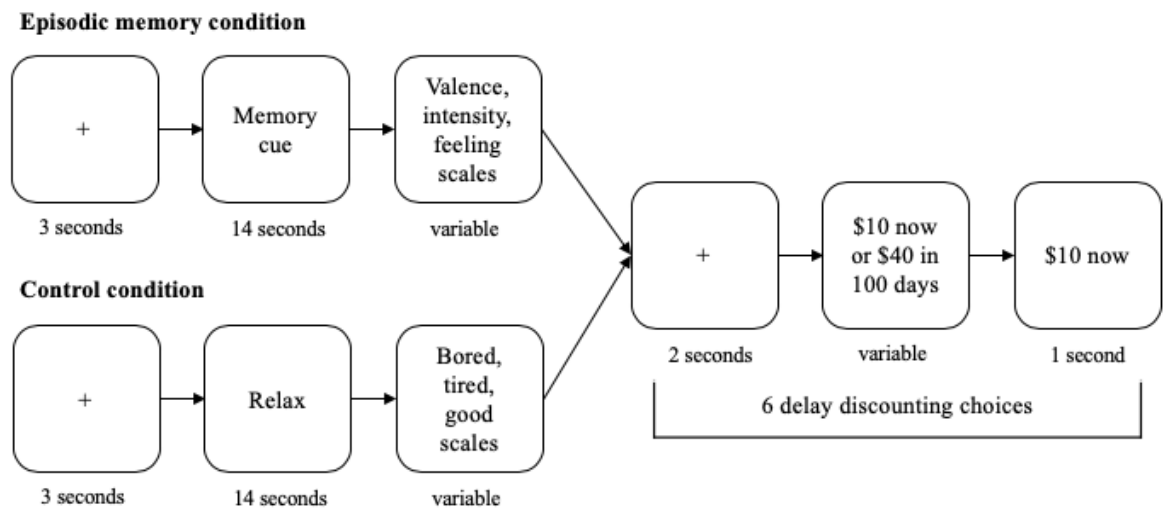 Episodic memory condition
+
Memory
cue
Valence,
intensity,
feeling
scales
3 seconds
14 seconds
variable
Control condition
+
Relax
Bored,
tired,
good
scales
3 seconds
14 seconds
variable
+
$10 now
or $40 in
100 days
$10 now
2 seconds
variable
1 second
6 delay discounting choices